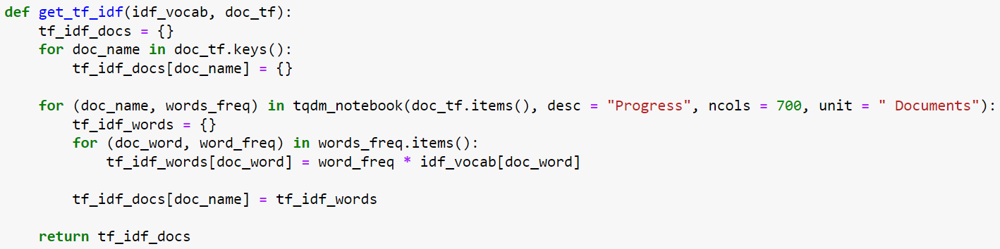 def get_tf_idf(idf_vocab, doc_tf):
    tf_idf_docs = {}
    for doc_name in doc_tf.keys():
        tf_idf_docs[doc_name] = {}

    for (doc_name, words_freq) in tqdm_notebook(doc_tf.items(), desc = "Progress", ncols = 700, unit = " Documents"):
        tf_idf_words = {}
        for (doc_word, word_freq) in words_freq.items():
            tf_idf_words[doc_word] = word_freq * idf_vocab[doc_word]

        tf_idf_docs[doc_name] = tf_idf_words

    return tf_idf_docs